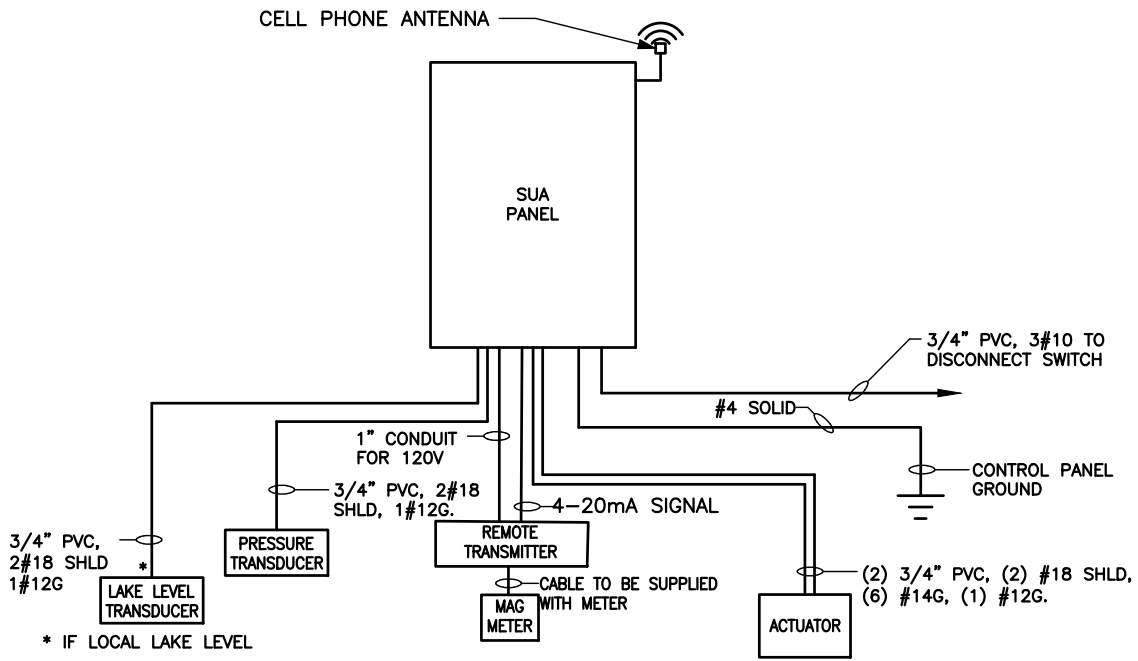 CELL PHONE ANTENNA
SUA
PANEL
3/4" PVC, 3#10 TO
DISCONNECT SWITCH
#4 SOLID
1" CONDUIT
FOR 120V
CONTROL PANEL
GROUND
3/4" PVC, 2#18
SHLD, 1#12G.
4-20mA SIGNAL
3/4" PVC,
2#18 SHLD
1#12G
*
PRESSURE
TRANSDUCER
REMOTE
TRANSMITTER
LAKE LEVEL
TRANSDUCER
CABLE TO BE SUPPLIED
WITH METER
MAG
METER
(2) 3/4" PVC, (2) #18 SHLD,
(6) #14G, (1) #12G.
ACTUATOR
* IF LOCAL LAKE LEVEL